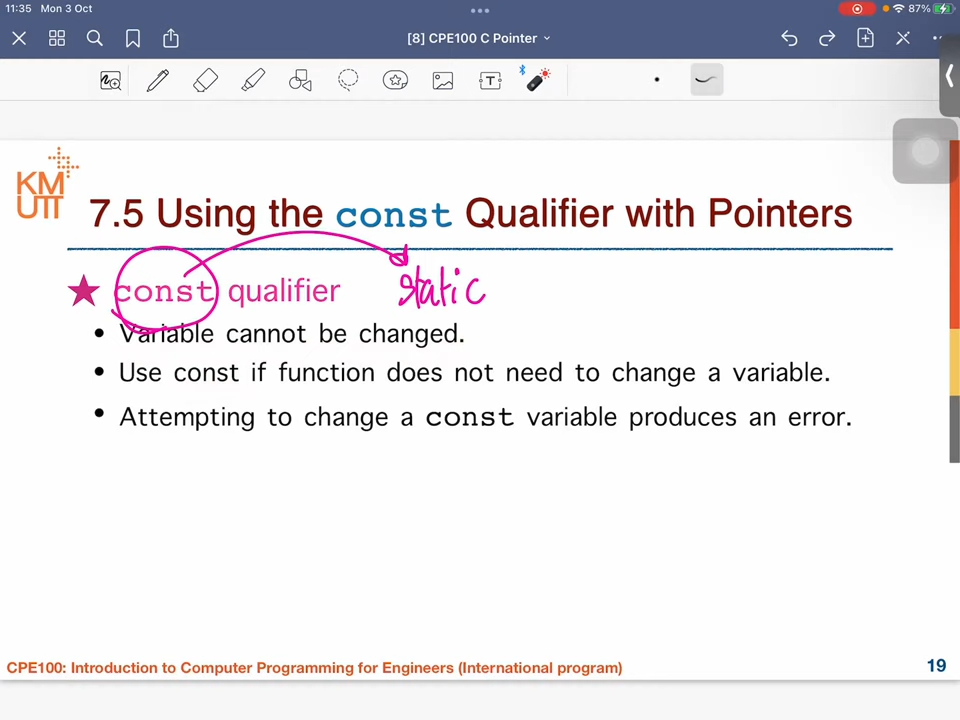 11:35 Mon 3 Oct
87%
[8] CPE100 C Pointer
T
KM
UTT
7.5 Using the const Qualifier with Pointers
const qualifier static
• Variable cannot be changed.
• Use const if function does not need to change a variable.
• Attempting to change a const variable produces an error.
CPE100: Introduction to Computer Programming for Engineers (International program)
19